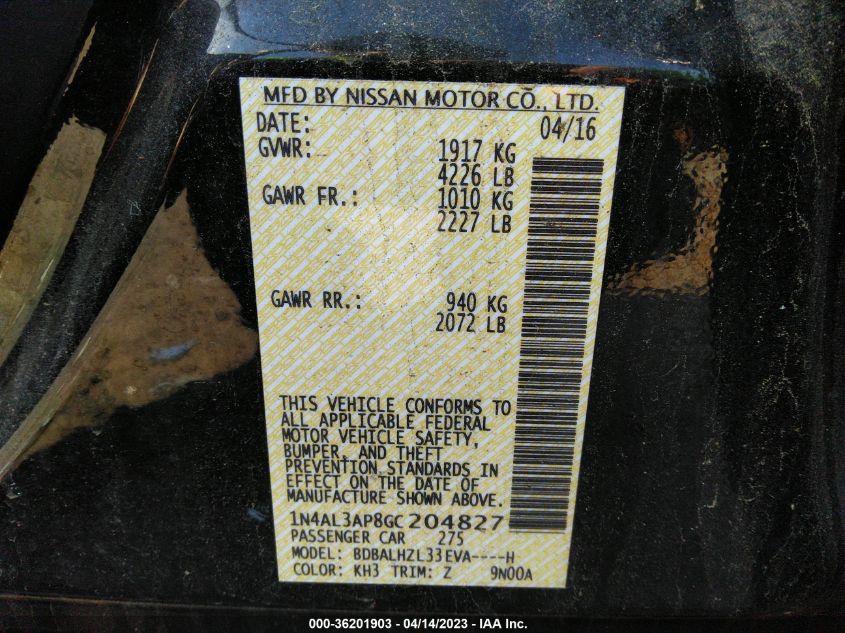 MFD BY NISSAN MOTOR CO., LTD.
DATE: 04/16
GVWR: 1917 KG
4226 LB
GAWR FR.: 1010 KG
2227 LB
GAWR RR.: 940 KG
2072 LB
THIS VEHICLE CONFORMS TO
ALL APPLICABLE FEDERAL
MOTOR VEHICLE SAFETY,
BUMPER, AND THEFT
PREVENTION STANDARDS IN
EFFECT ON THE DATE OF
MANUFACTURE SHOWN ABOVE.
1N4AL3AP8GC204827
PASSENGER CAR 275
MODEL: BDBALHZL33EVA----H
COLOR: KH3 TRIM: Z 9N00A
000-36201903 - 04/14/2023 - IAA Inc.